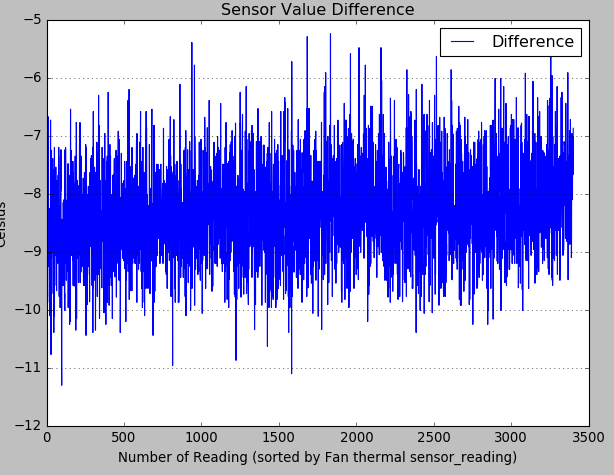 Sensor Value Difference
Difference
−5
−6
−7
−8
−9
−10
−11
−12
Celsius
0 500 1000 1500 2000 2500 3000 3500
Number of Reading (sorted by Fan thermal sensor_reading)